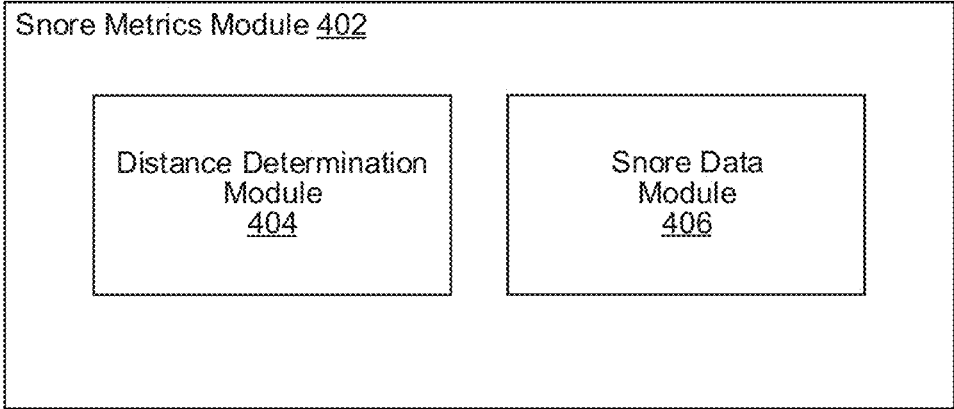 Snore Metrics Module 402
Distance Determination
Module
404
Snore Data
Module
406